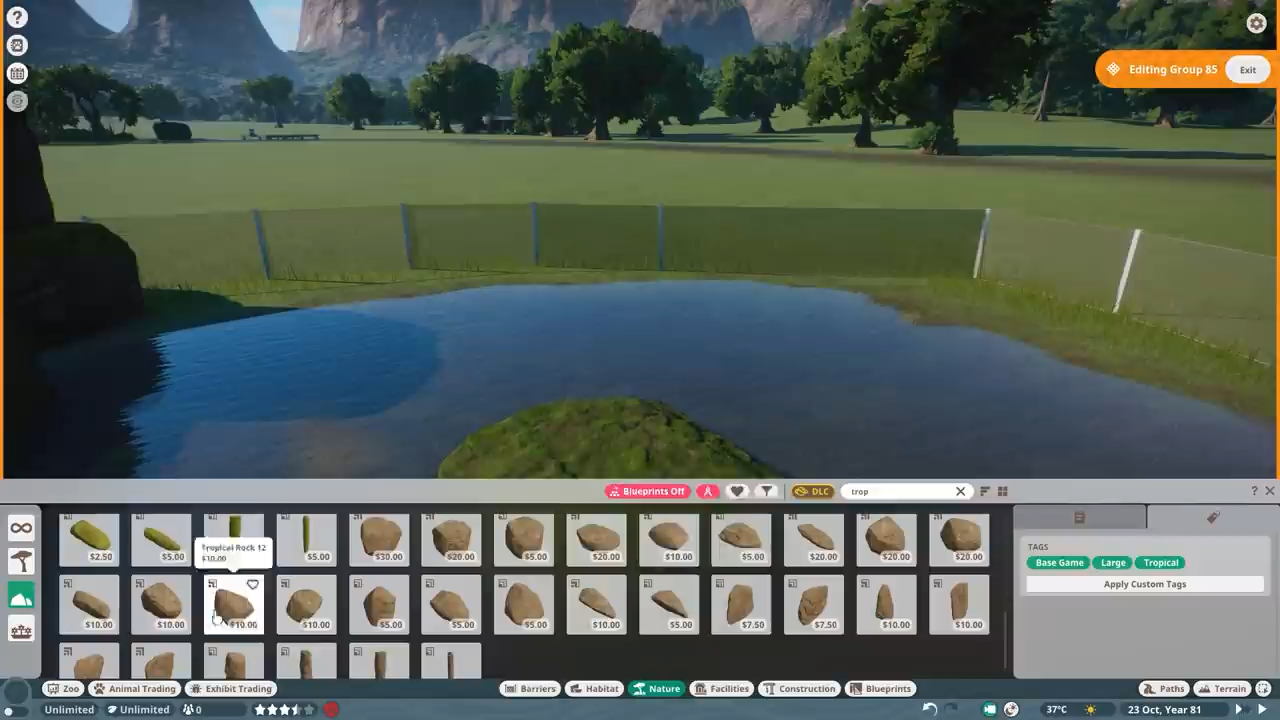 ?
Editing Group 85
Exit
Blueprints Off
DLC
trop
?
$2.50
$5.00
Tropical Rock 12
$10.00
$5.00
$30.00
$20.00
$5.00
$20.00
$10.00
$5.00
$20.00
$20.00
$20.00
$10.00
$10.00
$10.00
$10.00
$5.00
$5.00
$5.00
$10.00
$5.00
$7.50
$7.50
$10.00
$10.00
TAGS
Base Game
Large
Tropical
Apply Custom Tags
Zoo
Animal Trading
Exhibit Trading
Barriers
Habitat
Nature
Facilities
Construction
Blueprints
Paths
Terrain
Unlimited
Unlimited
0
37°C
23 Oct, Year 81